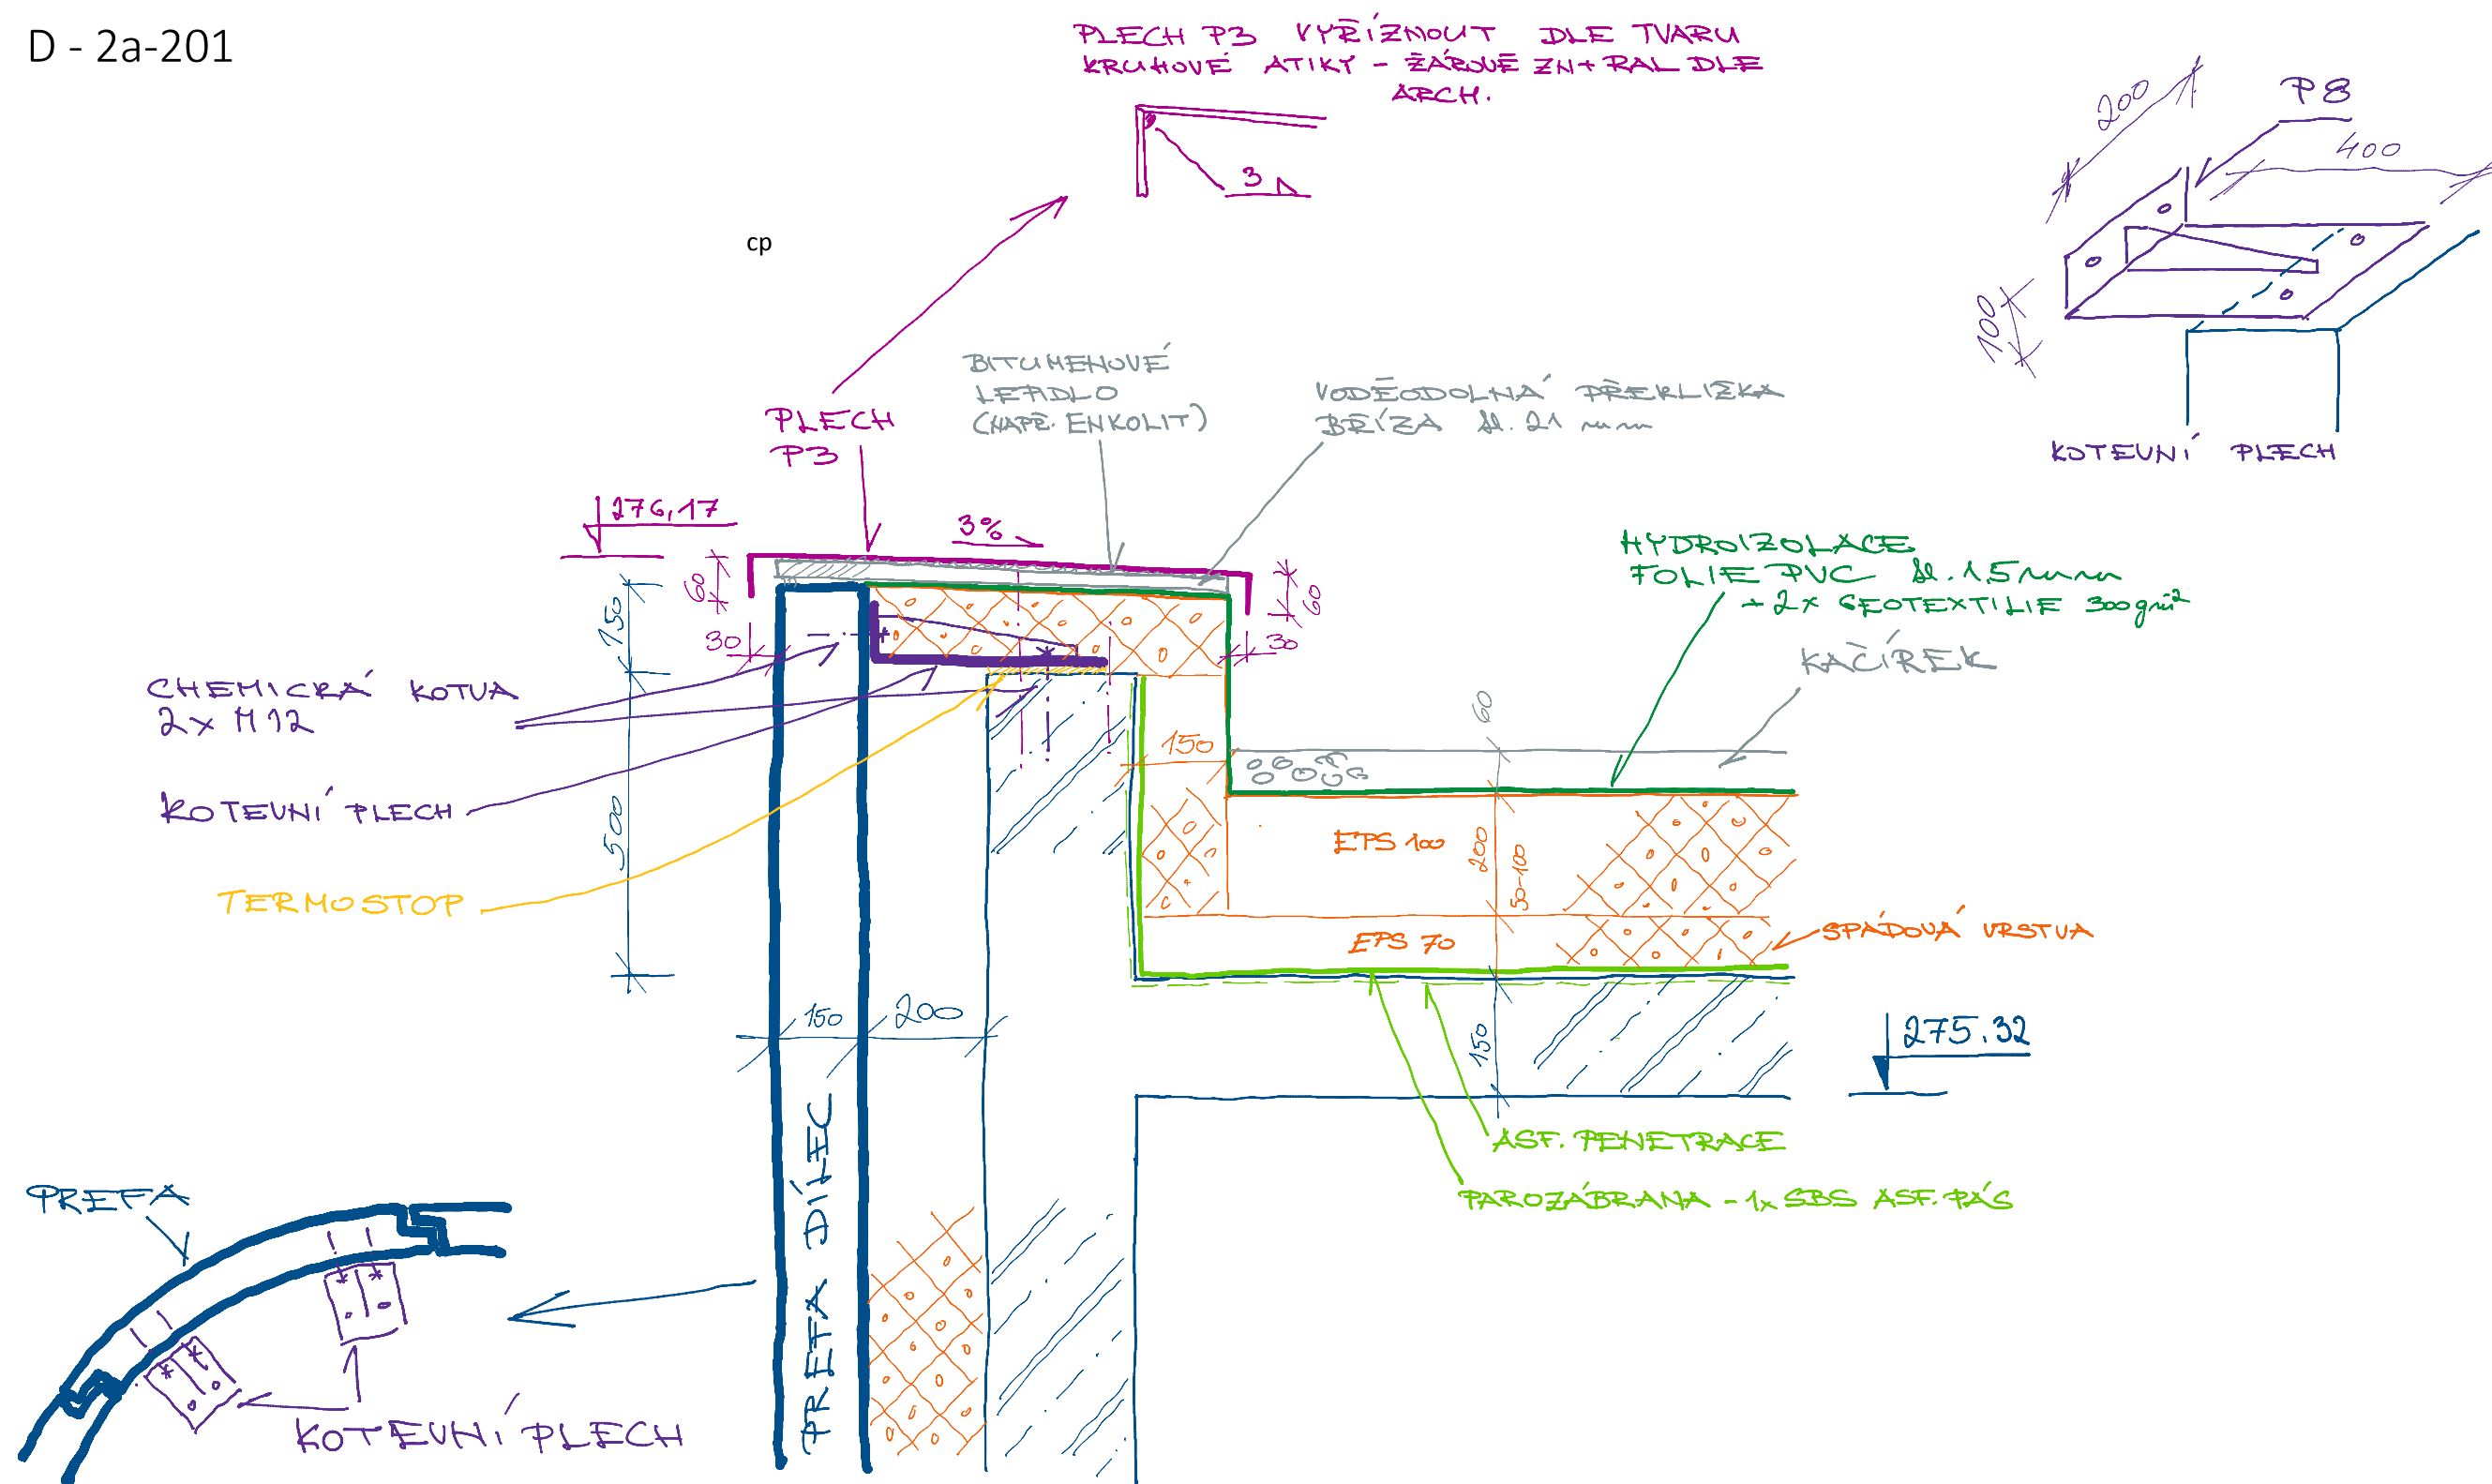 D - 2a-201
PLECH P3 VYŘÍZNOUT DLE TVARU
KRUHOVÉ ATIKY - ŽÁROVĚ ZN + RAL DLE
ARCH.
3
cp
200
P8
400
100
KOTEVNÍ PLECH
BITUMENOVÉ
LEPIDLO
(NAPŘ. ENKOLIT)
VODĚODOLNÁ PŘEKLIŽKA
BŘÍZA tl. 21 mm
PLECH
P3
276,17
3%
60
60
150
30
30
HYDROIZOLACE
FOLIE PVC tl. 1,5 mm
+ 2x GEOTEXTILIE 300 g/m²
KAČÍREK
CHEMICKÁ KOTVA
2x M12
KOTEVNÍ PLECH
TERMOSTOP
500
150
60
EPS 100
200
50-100
EPS 70
SPÁDOVÁ VRSTVA
150
200
150
275.32
ASF. PENETRACE
PAROZÁBRANA - 1x SBS ASF. PÁS
PREFA DÍLEC
PREFA
KOTEVNÍ PLECH